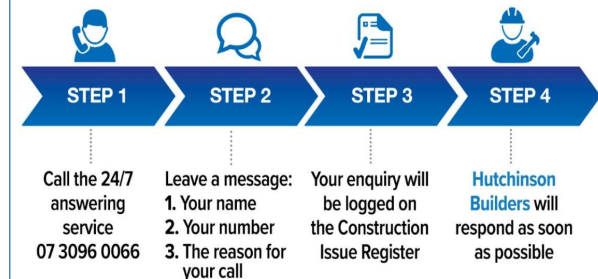 STEP 1
STEP 2
STEP 3
STEP 4
Call the 24/7
answering
service
07 3096 0066
Leave a message:
1. Your name
2. Your number
3. The reason for
your call
Your enquiry will
be logged on
the Construction
Issue Register
Hutchinson
Builders will
respond as soon
as possible